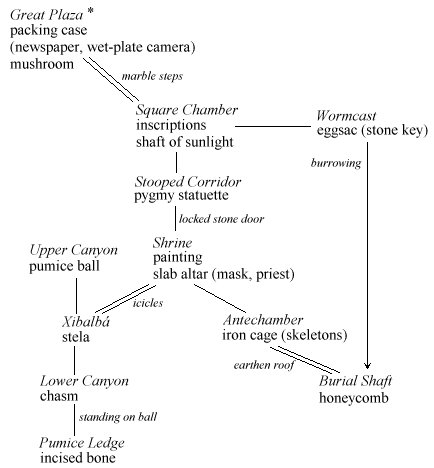 Great Plaza *
packing case
(newspaper, wet-plate camera)
mushroom
marble steps
Square Chamber
inscriptions
shaft of sunlight
Wormcast
eggsac (stone key)
burrowing
Stooped Corridor
pygmy statuette
locked stone door
Shrine
painting
slab altar (mask, priest)
Upper Canyon
pumice ball
icicles
Xibalbá
stela
Antechamber
iron cage (skeletons)
earthen roof
Lower Canyon
chasm
Burial Shaft
honeycomb
standing on ball
Pumice Ledge
incised bone